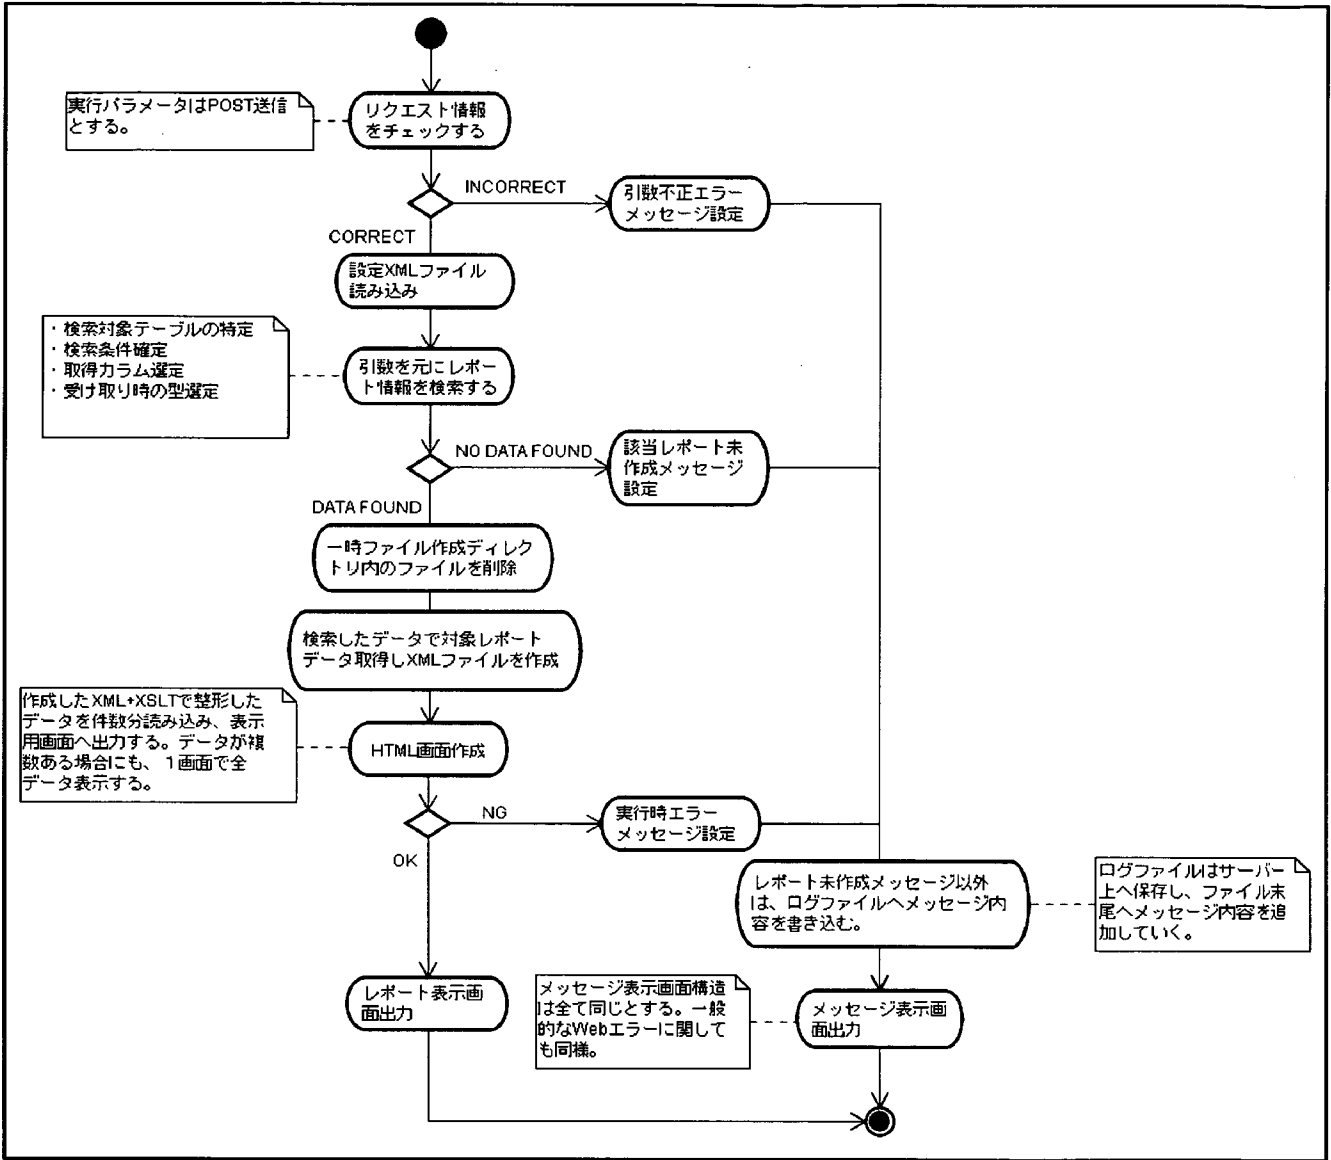 実行パラメータはPOST送信
とする。
リクエスト情報
をチェックする
INCORRECT
引数不正エラー
メッセージ設定
CORRECT
設定XMLファイル
読み込み
・検索対象テーブルの特定
・検索条件確定
・取得カラム選定
・受け取り時の型選定
引数を元にレポー
ト情報を検索する
NO DATA FOUND
該当レポート未
作成メッセージ
設定
DATA FOUND
一時ファイル作成ディレク
トリ内のファイルを削除
検索したデータで対象レポート
データ取得しXMLファイルを作成
作成したXML+XSLTで整形した
データを件数分読み込み、表示
用画面へ出力する。データが複
数ある場合にも、１画面で全
データ表示する。
HTML画面作成
NG
実行時エラー
メッセージ設定
OK
レポート未作成メッセージ以外
は、ログファイルへメッセージ内
容を書き込む。
ログファイルはサーバー
上へ保存し、ファイル末
尾へメッセージ内容を追
加していく。
レポート表示画
面出力
メッセージ表示画面構造
は全て同じとする。一般
的なWebエラーに関して
も同様。
メッセージ表示画
面出力